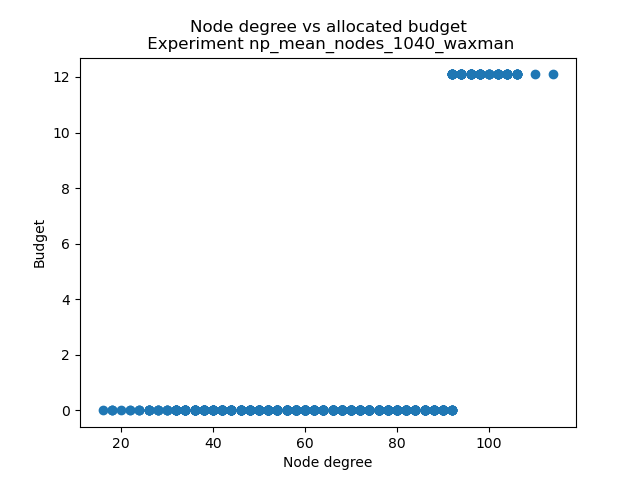 Node degree vs allocated budget
Experiment np_mean_nodes_1040_waxman
12
10
8
6
4
2
0
Budget
20 40 60 80 100
Node degree